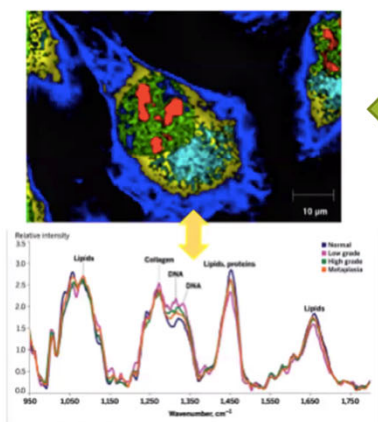 10 µm
Relative intensity
3.5
3.0
2.5
2.0
1.5
1.0
0.5
0.0
Lipids
Collagen
DNA
DNA
Lipids, proteins
Lipids
Normal
Low grade
High grade
Metaplasia
950 1,050 1,150 1,250 1,350 1,450 1,550 1,650 1,750
Wavenumber, cm⁻¹